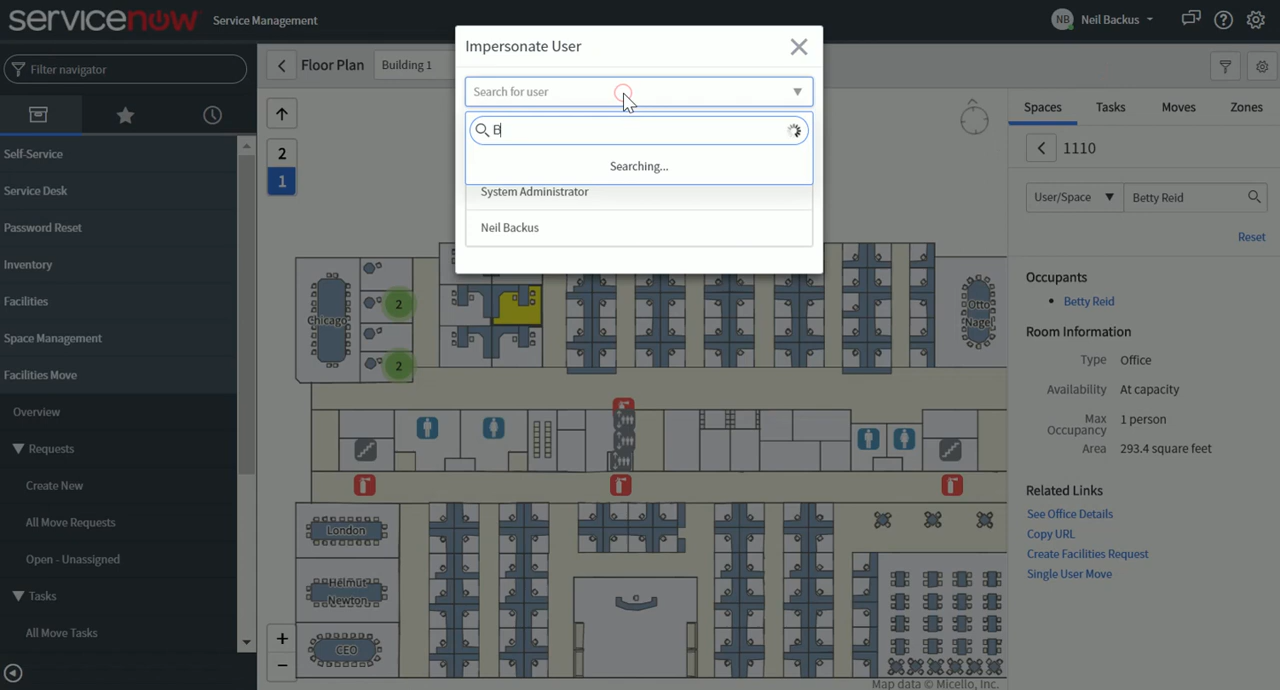 servicenow Service Management
NB Neil Backus
Filter navigator
Self-Service
Service Desk
Password Reset
Inventory
Facilities
Space Management
Facilities Move
Overview
Requests
Create New
All Move Requests
Open - Unassigned
Tasks
All Move Tasks
Floor Plan Building 1
2
1
Impersonate User
Search for user
B
Searching...
System Administrator
Neil Backus
Chicago
2
2
Otto
Nagel
London
Helmut
Newton
CEO
+
−
Map data © Micello, Inc.
Spaces Tasks Moves Zones
1110
User/Space Betty Reid
Reset
Occupants
Betty Reid
Room Information
Type Office
Availability At capacity
Max
Occupancy 1 person
Area 293.4 square feet
Related Links
See Office Details
Copy URL
Create Facilities Request
Single User Move